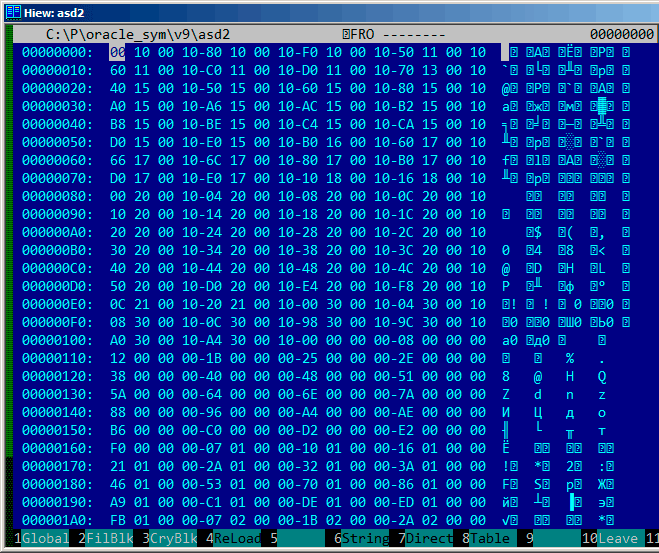 Hiew: asd2
C:\P\oracle_sym\v9\asd2 FRO -------- 00000000
00000000: 00 10 00 10-80 10 00 10-F0 10 00 10-50 11 00 10 А Ё Р
00000010: 60 11 00 10-C0 11 00 10-D0 11 00 10-70 13 00 10 ` └ ╨ p
00000020: 40 15 00 10-50 15 00 10-60 15 00 10-80 15 00 10 @ P ` А
00000030: A0 15 00 10-A6 15 00 10-AC 15 00 10-B2 15 00 10 а ж м ▓
00000040: B8 15 00 10-BE 15 00 10-C4 15 00 10-CA 15 00 10 ╕ ╛ ─ ╩
00000050: D0 15 00 10-E0 15 00 10-B0 16 00 10-60 17 00 10 ╨ р ░ `
00000060: 66 17 00 10-6C 17 00 10-80 17 00 10-B0 17 00 10 f l А ░
00000070: D0 17 00 10-E0 17 00 10-10 18 00 10-16 18 00 10 ╨ р
00000080: 00 20 00 10-04 20 00 10-08 20 00 10-0C 20 00 10
00000090: 10 20 00 10-14 20 00 10-18 20 00 10-1C 20 00 10
000000A0: 20 20 00 10-24 20 00 10-28 20 00 10-2C 20 00 10 $ ( ,
000000B0: 30 20 00 10-34 20 00 10-38 20 00 10-3C 20 00 10 0 4 8 <
000000C0: 40 20 00 10-44 20 00 10-48 20 00 10-4C 20 00 10 @ D H L
000000D0: 50 20 00 10-D0 20 00 10-E4 20 00 10-F8 20 00 10 P ╨ ф °
000000E0: 0C 21 00 10-20 21 00 10-00 30 00 10-04 30 00 10 ! ! 0 0
000000F0: 08 30 00 10-0C 30 00 10-98 30 00 10-9C 30 00 10 0 0 Ш0 Ь0
00000100: A0 30 00 10-A4 30 00 10-00 00 00 00-08 00 00 00 а0 д0
00000110: 12 00 00 00-1B 00 00 00-25 00 00 00-2E 00 00 00 % .
00000120: 38 00 00 00-40 00 00 00-48 00 00 00-51 00 00 00 8 @ H Q
00000130: 5A 00 00 00-64 00 00 00-6E 00 00 00-7A 00 00 00 Z d n z
00000140: 88 00 00 00-96 00 00 00-A4 00 00 00-AE 00 00 00 И Ц д о
00000150: B6 00 00 00-C0 00 00 00-D2 00 00 00-E2 00 00 00 ╢ └ ╥ т
00000160: F0 00 00 00-07 01 00 00-10 01 00 00-16 01 00 00 Ё
00000170: 21 01 00 00-2A 01 00 00-32 01 00 00-3A 01 00 00 ! * 2 :
00000180: 46 01 00 00-53 01 00 00-70 01 00 00-86 01 00 00 F S p Ж
00000190: A9 01 00 00-C1 01 00 00-DE 01 00 00-ED 01 00 00 й ┴ ▐ э
000001A0: FB 01 00 00-07 02 00 00-1B 02 00 00-2A 02 00 00 √ *
1Global 2FilBlk 3CryBlk 4ReLoad 5 6String 7Direct 8Table 9 10Leave 11